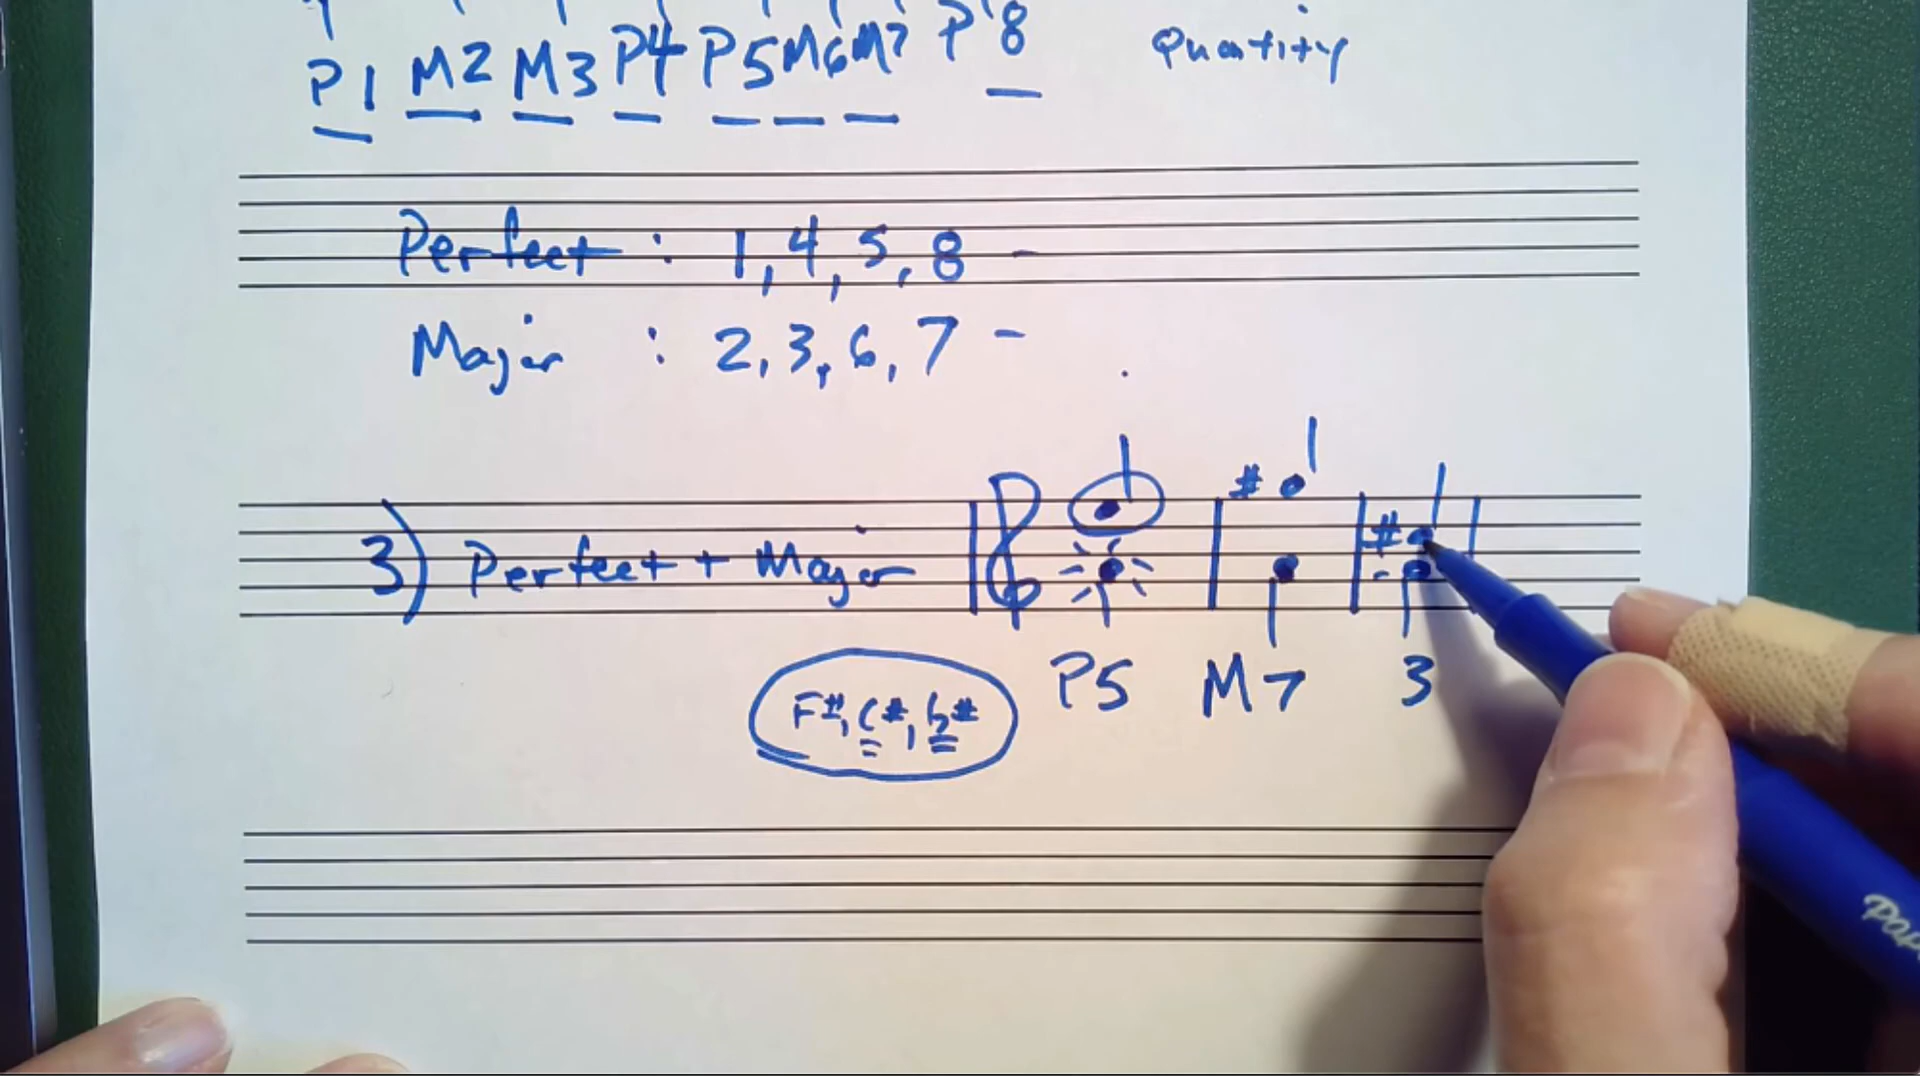 P1 M2 M3 P4 P5 M6 M7 P8 Quantity
Perfect : 1, 4, 5, 8 -
Major : 2, 3, 6, 7 -
3) Perfect + Major # #
P5 M7 3
F#, C#, G#